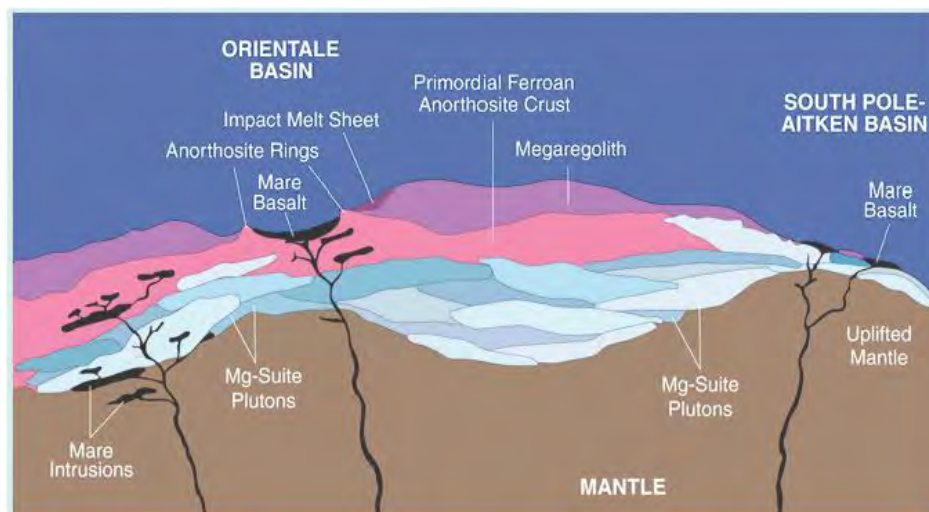 ORIENTALE
BASIN
Primordial Ferroan
Anorthosite Crust
SOUTH POLE-
AITKEN BASIN
Impact Melt Sheet
Anorthosite Rings
Megaregolith
Mare
Basalt
Mare
Basalt
Uplifted
Mantle
Mg-Suite
Plutons
Mg-Suite
Plutons
Mare
Intrusions
MANTLE